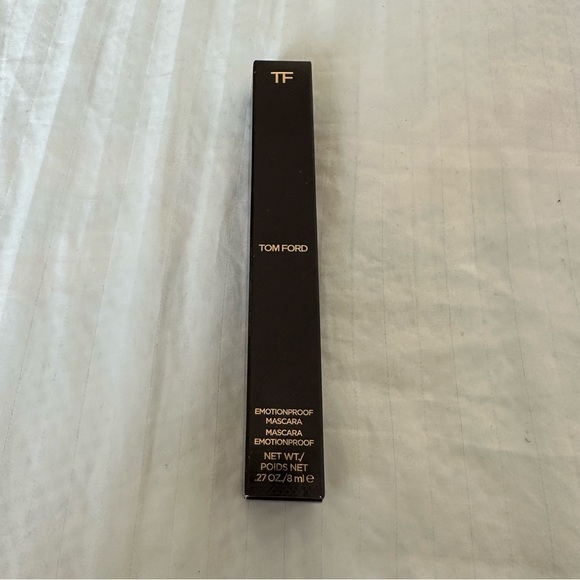 TF
TOM FORD
EMOTIONPROOF
MASCARA
MASCARA
EMOTIONPROOF
NET WT./
POIDS NET
.27 OZ./8 ml ℮